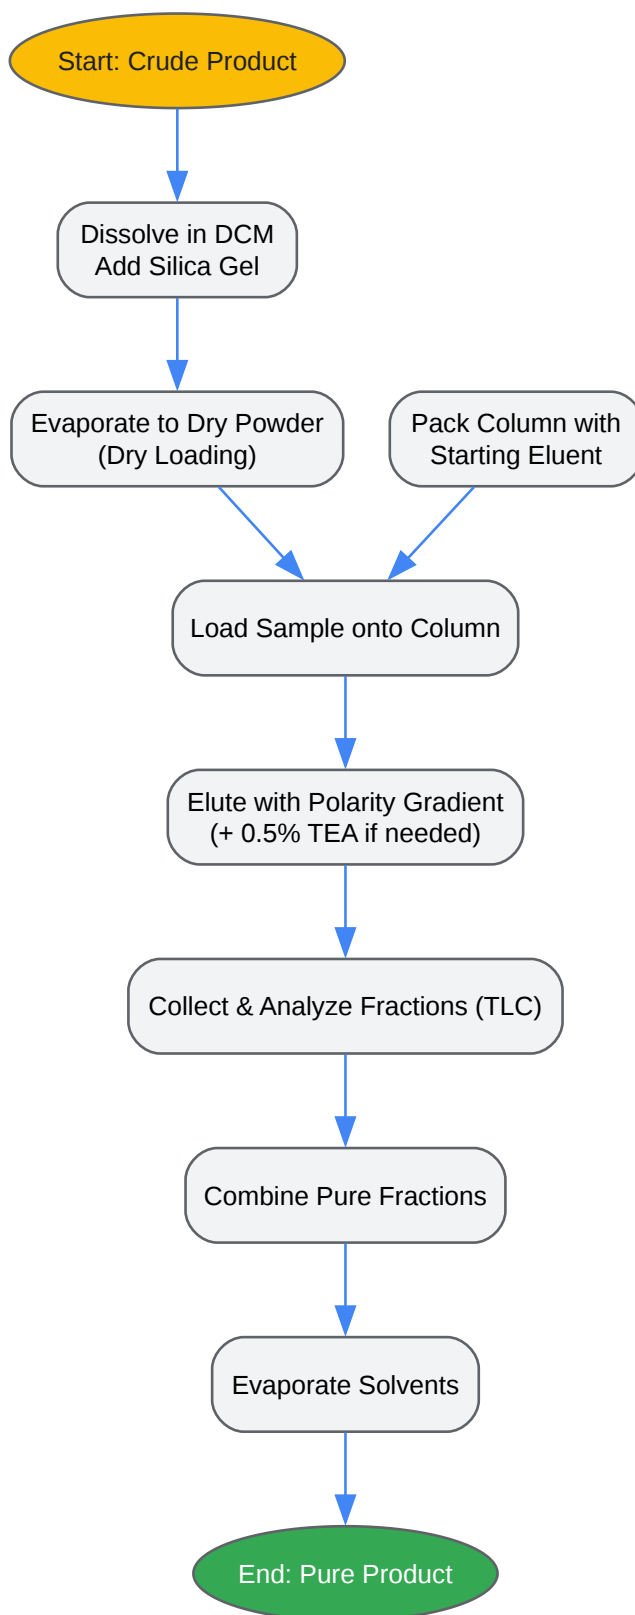 Start: Crude Product
Dissolve in DCM
Add Silica Gel
Evaporate to Dry Powder
(Dry Loading)
Pack Column with
Starting Eluent
Load Sample onto Column
Elute with Polarity Gradient
(+ 0.5% TEA if needed)
Collect & Analyze Fractions (TLC)
Combine Pure Fractions
Evaporate Solvents
End: Pure Product